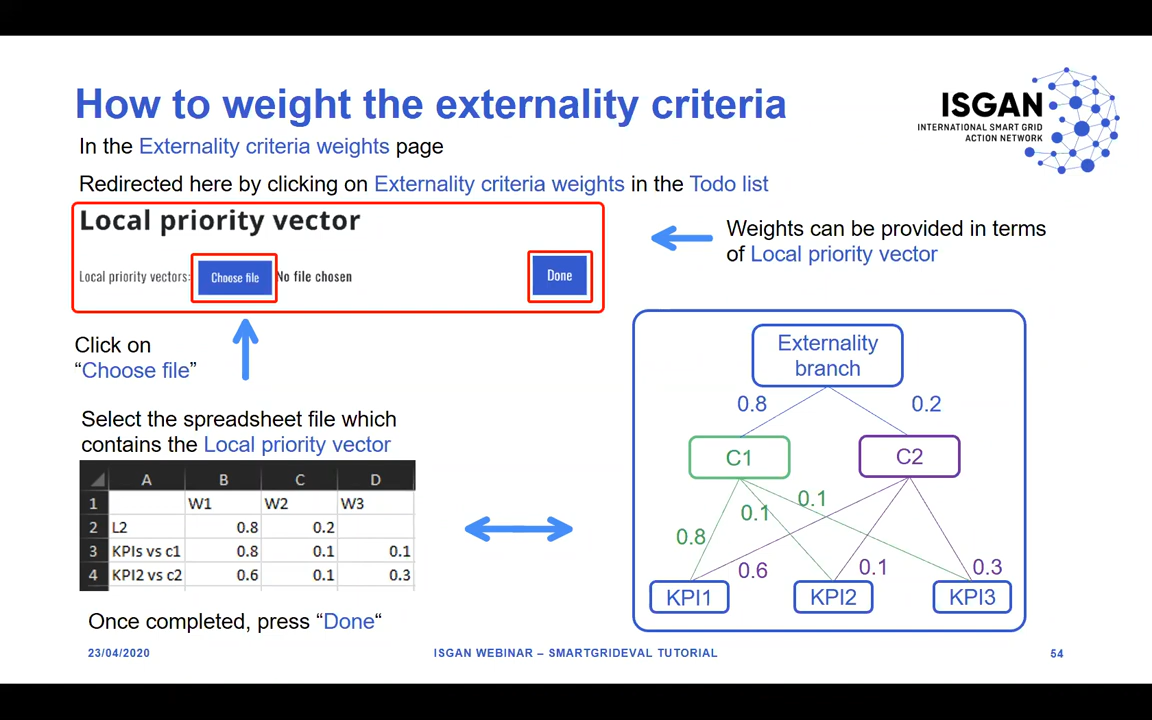 How to weight the externality criteria
ISGAN
INTERNATIONAL SMART GRID
ACTION NETWORK
In the Externality criteria weights page
Redirected here by clicking on Externality criteria weights in the Todo list
Local priority vector
Local priority vectors: Choose file No file chosen Done
Weights can be provided in terms
of Local priority vector
Click on
“Choose file”
Select the spreadsheet file which
contains the Local priority vector
A B C D
1 W1 W2 W3
2 L2 0.8 0.2
3 KPIs vs c1 0.8 0.1 0.1
4 KPI2 vs c2 0.6 0.1 0.3
Once completed, press “Done“
Externality
branch
0.8 0.2
C1 C2
0.8 0.1 0.1
0.6 0.1 0.3
KPI1 KPI2 KPI3
23/04/2020 ISGAN WEBINAR – SMARTGRIDEVAL TUTORIAL 54